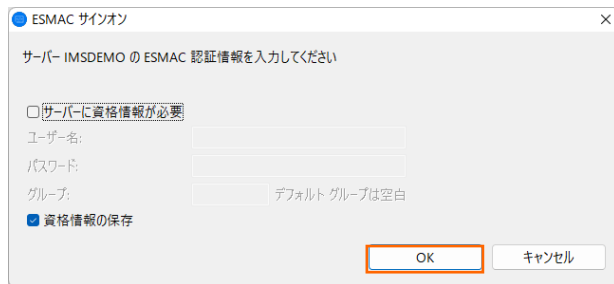 ESMAC サインオン
サーバー IMSDEMO の ESMAC 認証情報を入力してください
サーバーに資格情報が必要
ユーザー名:
パスワード:
グループ: デフォルト グループは空白
資格情報の保存
OK キャンセル